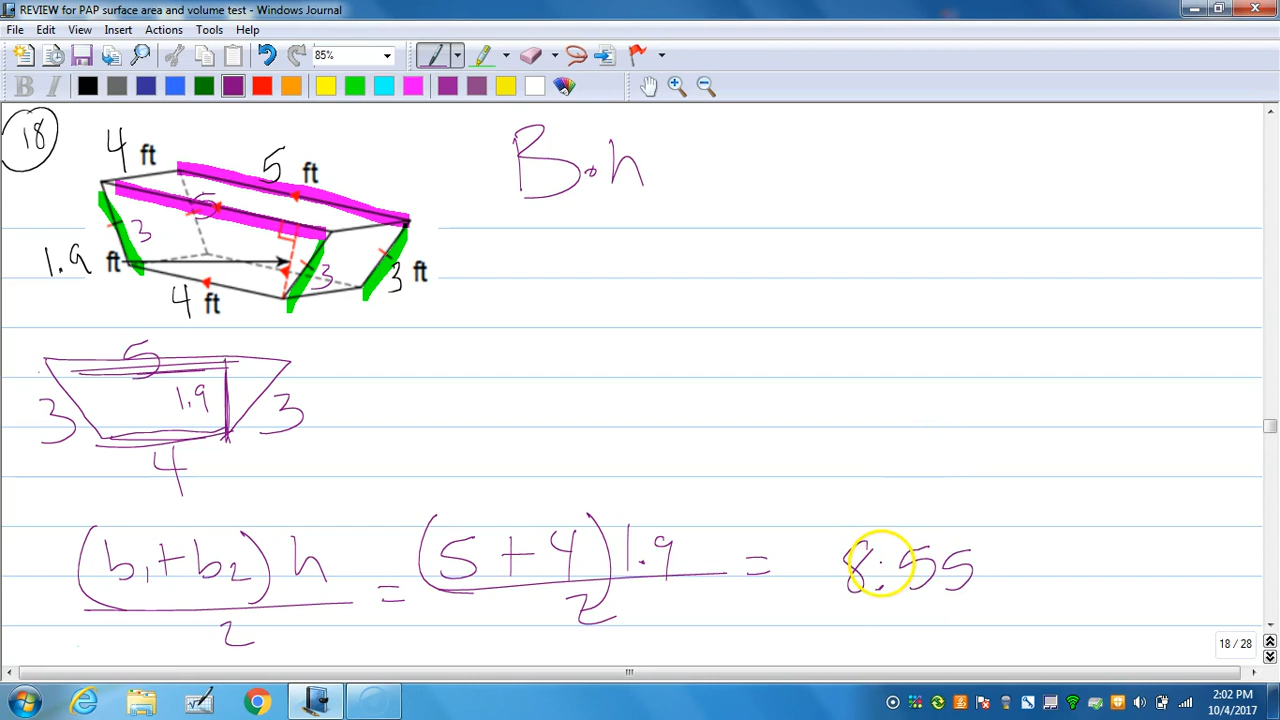 REVIEW for PAP surface area and volume test - Windows Journal
File Edit View Insert Actions Tools Help
85%
B I
18
4 ft
5 ft
B · h
5
3
1.9 ft
3
3 ft
4 ft
5
3
1.9
3
4
(b1+b2)h = (5+4)1.9 = 8.55
2 2
18 / 28
2:02 PM
10/4/2017